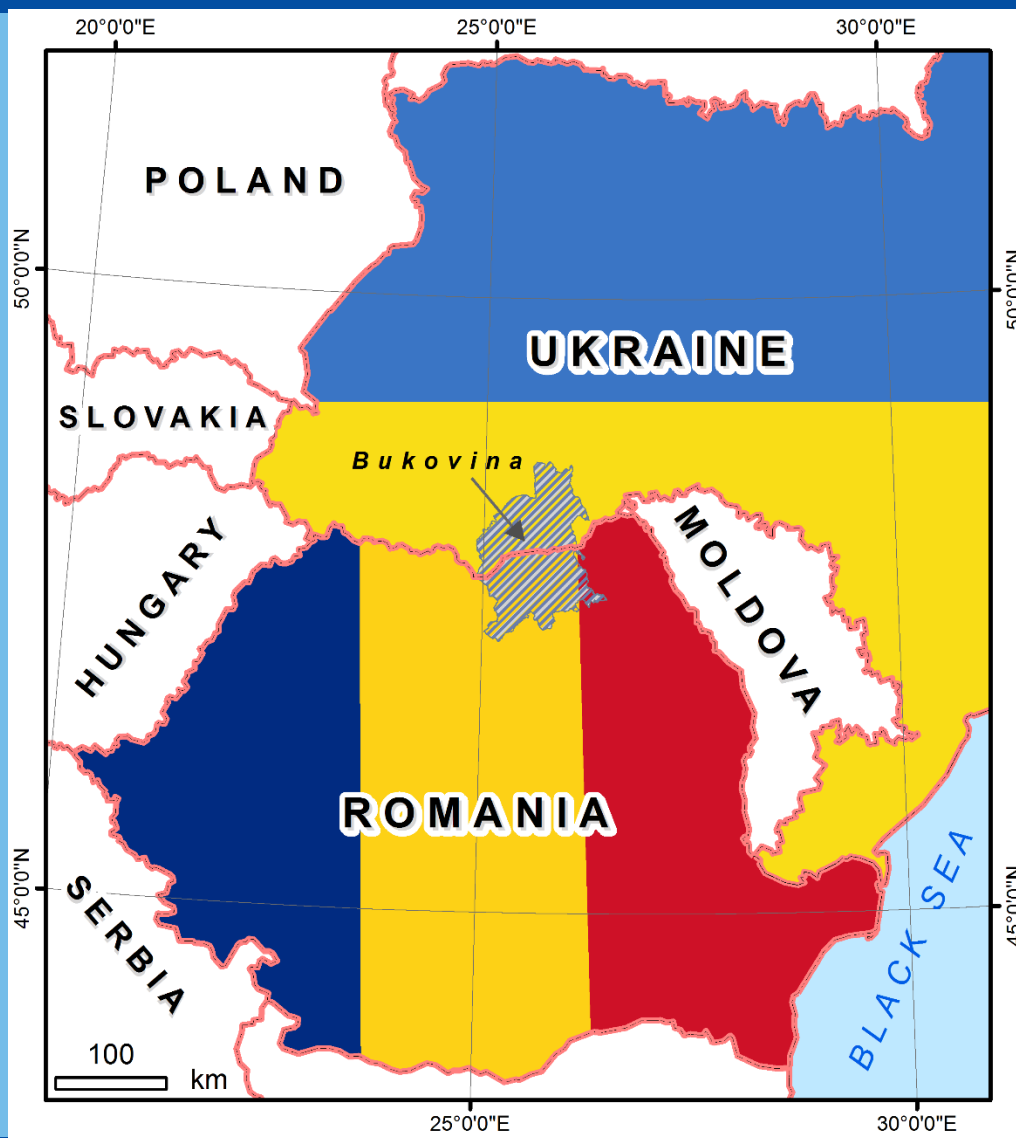 20°0'0"E
25°0'0"E
30°0'0"E
50°0'0"N
50°0'0"N
POLAND
UKRAINE
SLOVAKIA
Bukovina
HUNGARY
MOLDOVA
ROMANIA
SERBIA
BLACK SEA
45°0'0"N
45°0'0"N
100
km
25°0'0"E
30°0'0"E